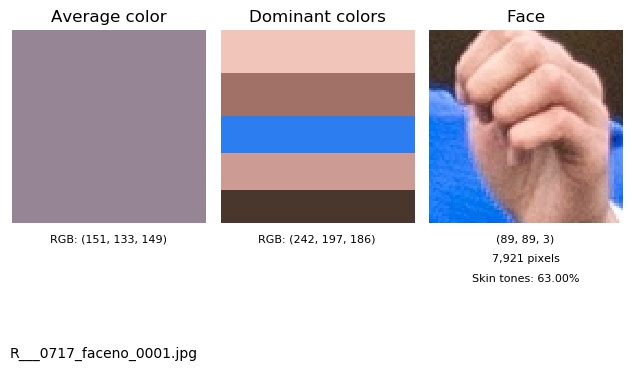 Average color
Dominant colors
Face
RGB: (151, 133, 149)
RGB: (242, 197, 186)
(89, 89, 3)
7,921 pixels
Skin tones: 63.00%
R___0717_faceno_0001.jpg